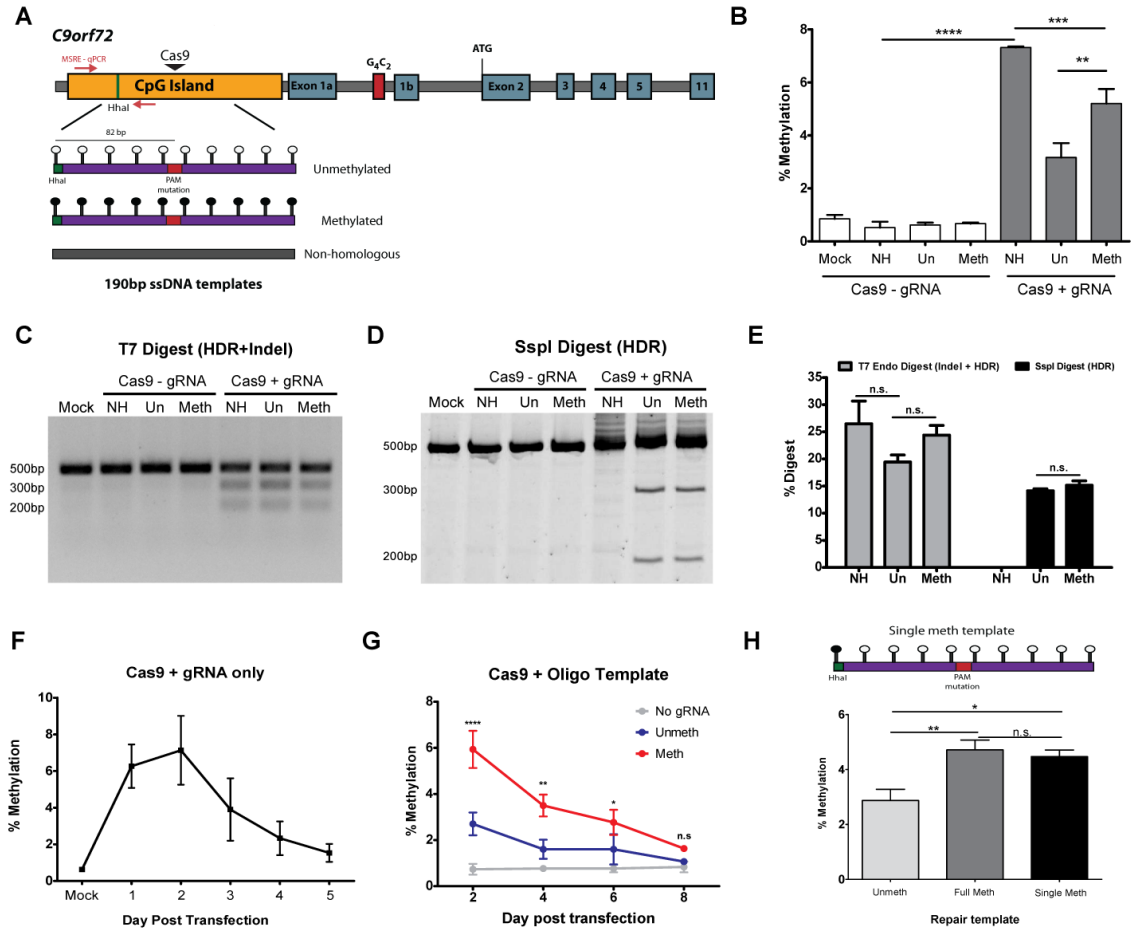 A
C9orf72
MSRE - qPCR
Cas9
CpG Island
HhaI
Exon 1a
G4C2
1b
ATG
Exon 2
3
4
5
11
82 bp
Unmethylated
HhaI
PAM
mutation
Methylated
Non-homologous
190bp ssDNA templates
B
% Methylation
8
6
4
2
0
**** ***
**
Mock NH Un Meth NH Un Meth
Cas9 - gRNA Cas9 + gRNA
C
T7 Digest (HDR+Indel)
Cas9 - gRNA Cas9 + gRNA
Mock NH Un Meth NH Un Meth
500bp
300bp
200bp
D
SspI Digest (HDR)
Cas9 - gRNA Cas9 + gRNA
Mock NH Un Meth NH Un Meth
500bp
300bp
200bp
E
T7 Endo Digest (Indel + HDR) SspI Digest (HDR)
% Digest
35
30
25
20
15
10
5
0
n.s.
n.s.
n.s.
NH Un Meth NH Un Meth
F
Cas9 + gRNA only
% Methylation
10
8
6
4
2
0
Mock 1 2 3 4 5
Day Post Transfection
G
Cas9 + Oligo Template
No gRNA
Unmeth
Meth
% Methylation
8
6
4
2
0
****
**
*
n.s
2 4 6 8
Day post transfection
H
Single meth template
HhaI
PAM
mutation
% Methylation
6
4
2
0
*
** n.s.
Unmeth Full Meth Single Meth
Repair template